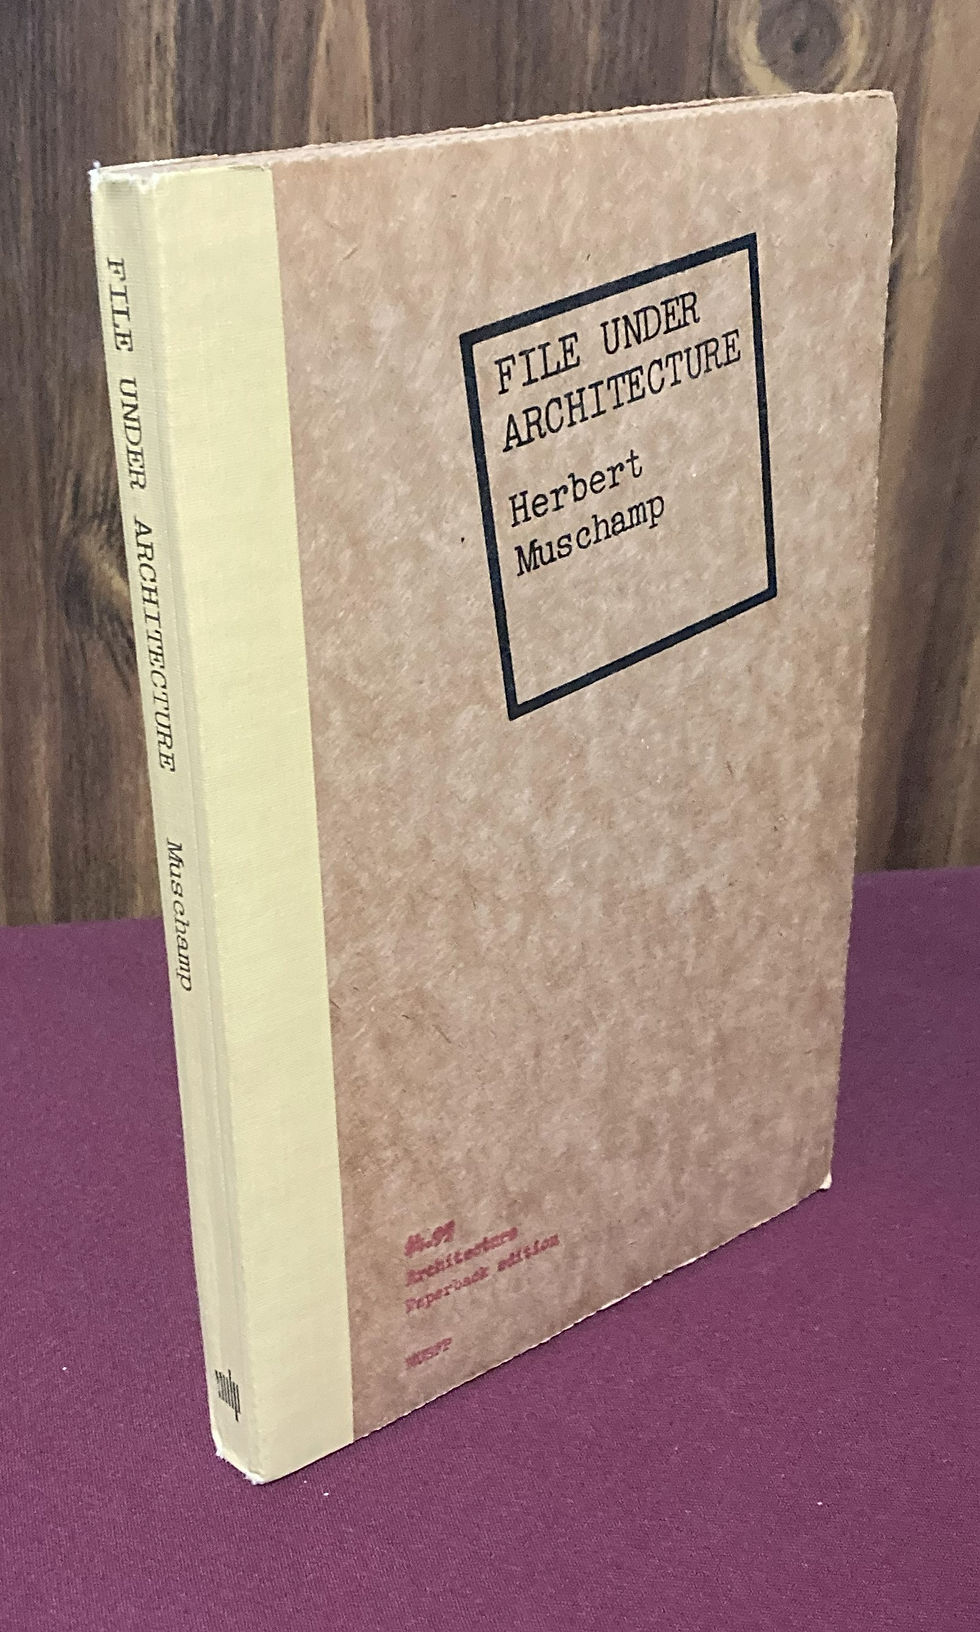 FILE UNDER
ARCHITECTURE
Herbert
Muschamp
FILE UNDER ARCHITECTURE Muschamp
Architecture
Paperback edition